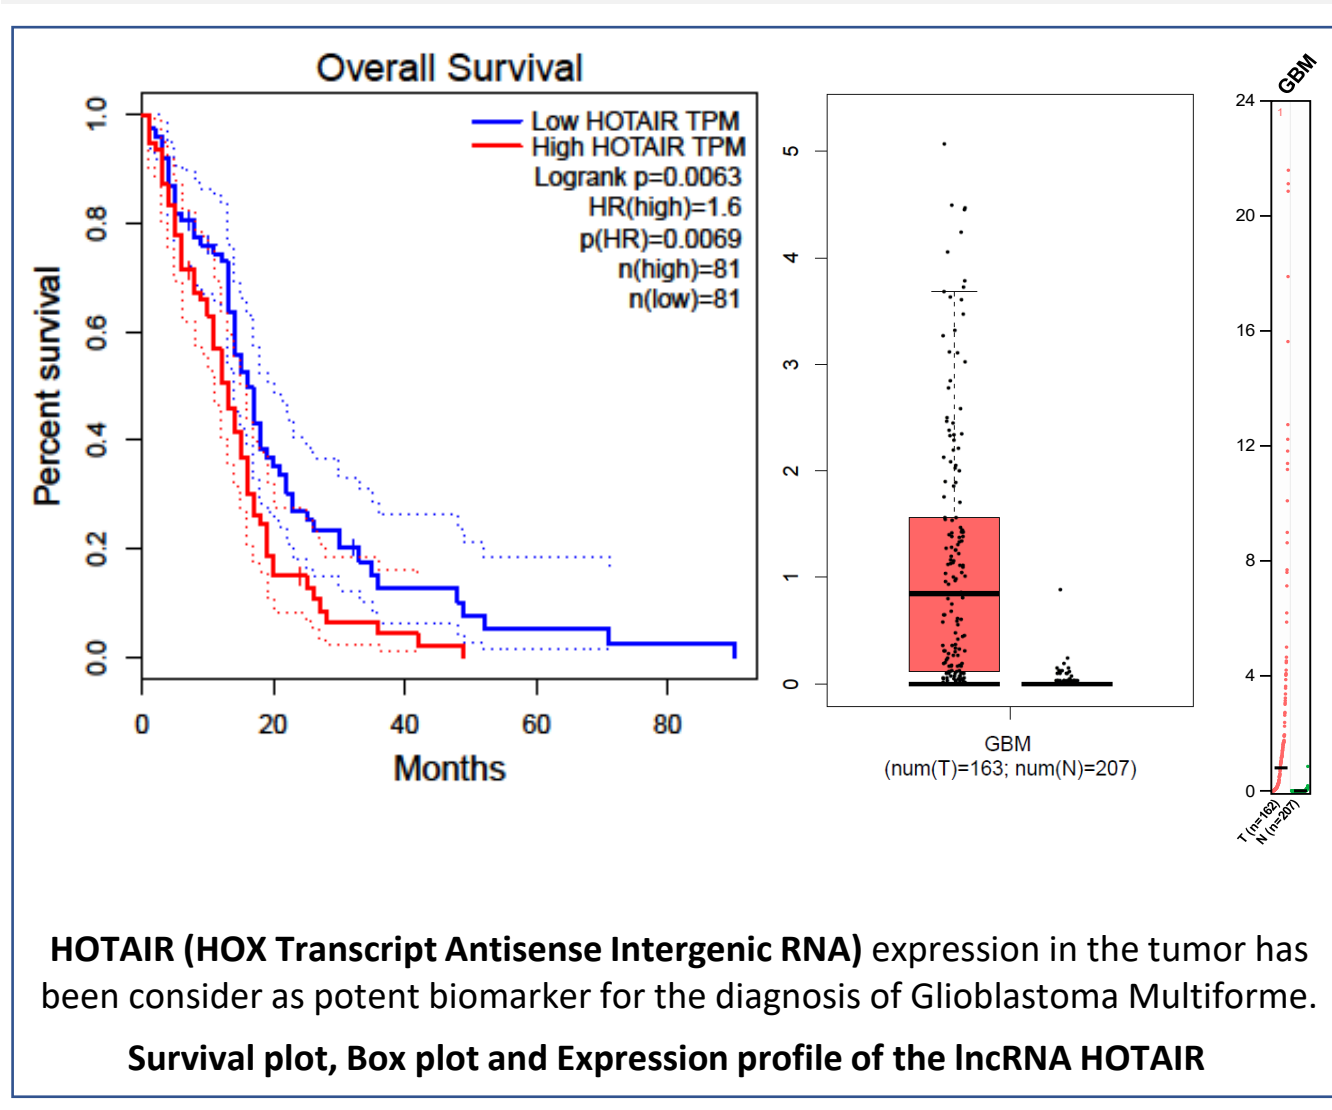 Overall Survival
Low HOTAIR TPM
High HOTAIR TPM
Logrank p=0.0063
HR(high)=1.6
p(HR)=0.0069
n(high)=81
n(low)=81
Percent survival
1.0
0.8
0.6
0.4
0.2
0.0
0 20 40 60 80
Months
5
4
3
2
1
0
GBM
(num(T)=163; num(N)=207)
GBM
1
24
20
16
12
8
4
0
T (n=162)
N (n=207)
HOTAIR (HOX Transcript Antisense Intergenic RNA) expression in the tumor has
been consider as potent biomarker for the diagnosis of Glioblastoma Multiforme.
Survival plot, Box plot and Expression profile of the lncRNA HOTAIR